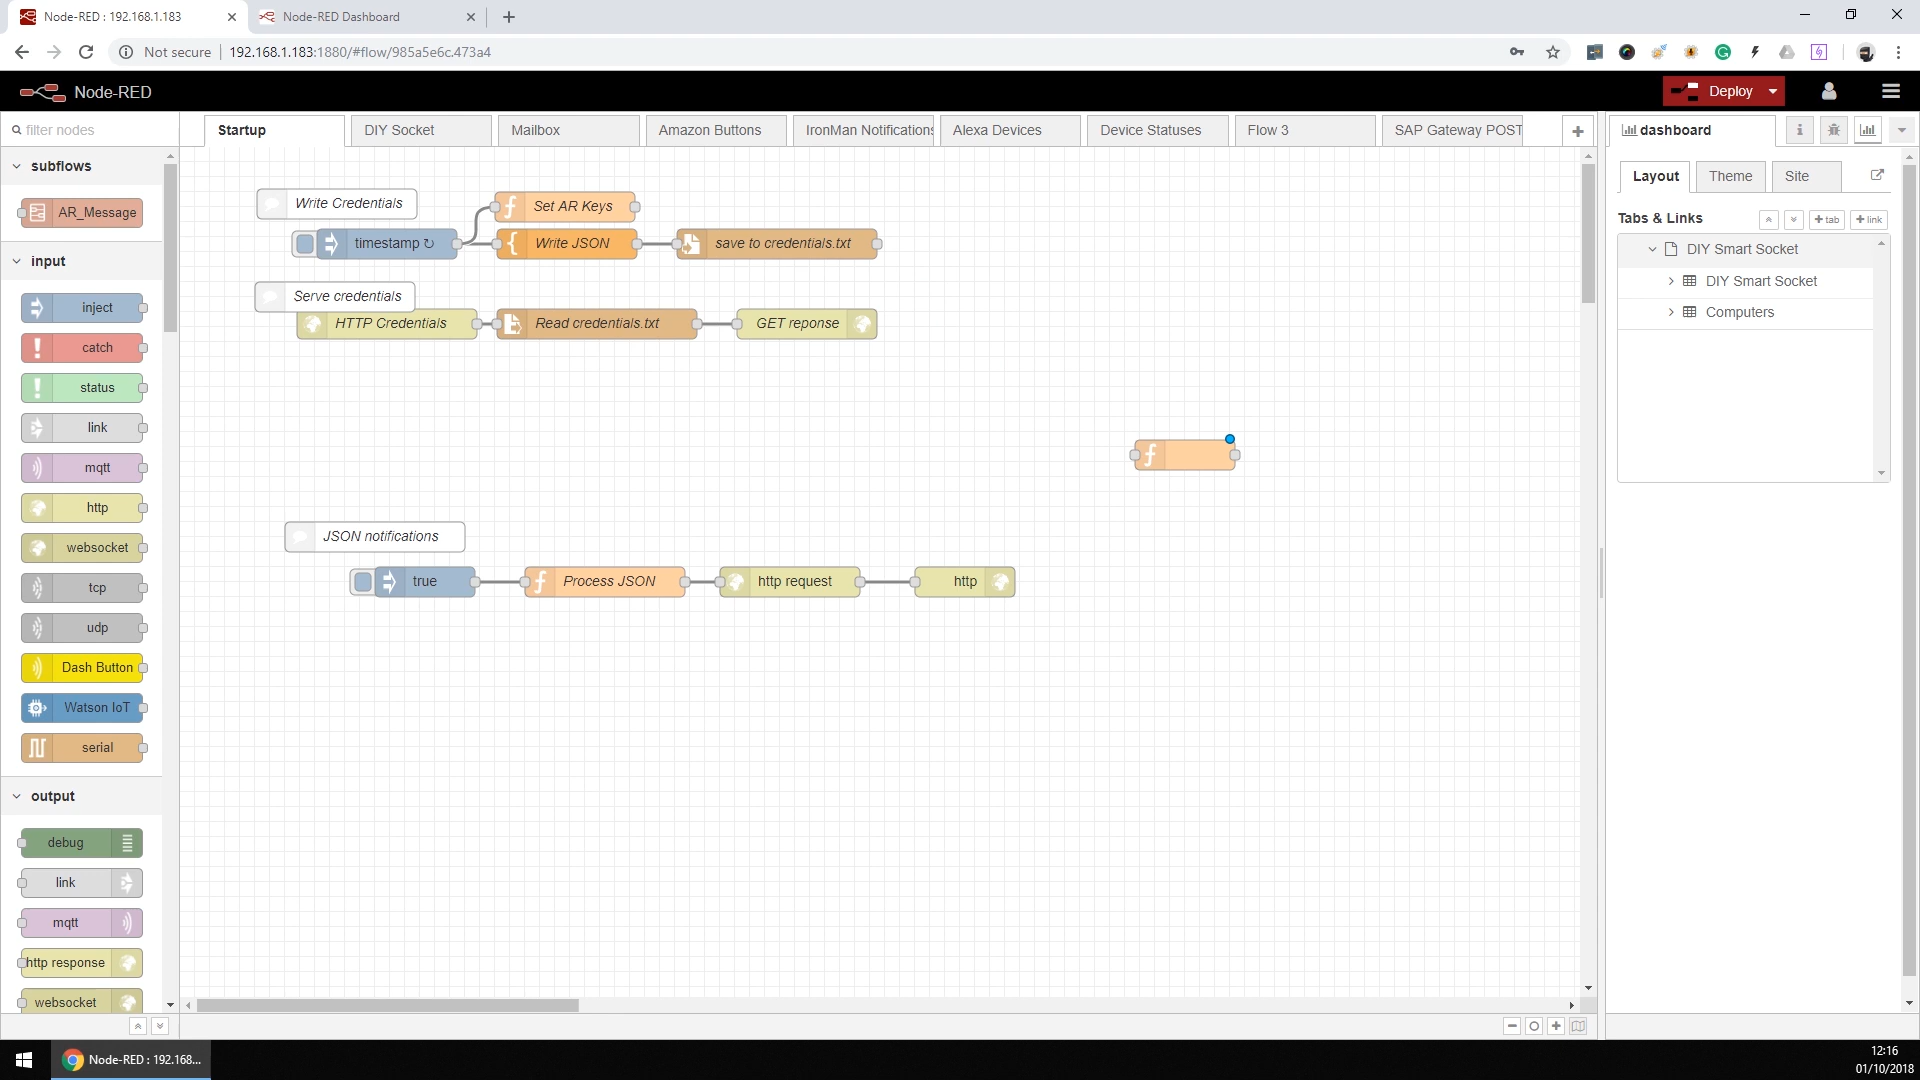 Node-RED : 192.168.1.183
Node-RED Dashboard
Not secure
192.168.1.183:1880/#flow/985a5e6c.473a4
Node-RED
Deploy
filter nodes
Startup
DIY Socket
Mailbox
Amazon Buttons
IronMan Notifications
Alexa Devices
Device Statuses
Flow 3
SAP Gateway POST
dashboard
subflows
AR_Message
input
inject
catch
status
link
mqtt
http
websocket
tcp
udp
Dash Button
Watson IoT
serial
output
debug
link
mqtt
http response
websocket
Write Credentials
Set AR Keys
timestamp ↻
Write JSON
save to credentials.txt
Serve credentials
HTTP Credentials
Read credentials.txt
GET reponse
JSON notifications
true
Process JSON
http request
http
Layout
Theme
Site
Tabs & Links
+ tab
+ link
DIY Smart Socket
DIY Smart Socket
Computers
Node-RED : 192.168...
12:16
01/10/2018